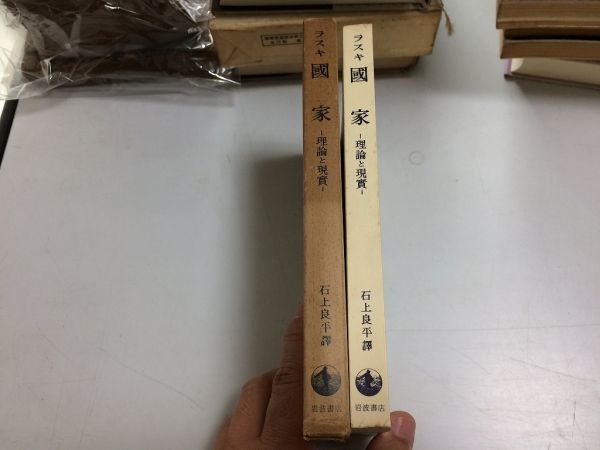 ラスキ
國家
-理論と現實-
石上良平譯
岩波書店
ラスキ
國家
-理論と現實-
石上良平譯
岩波書店